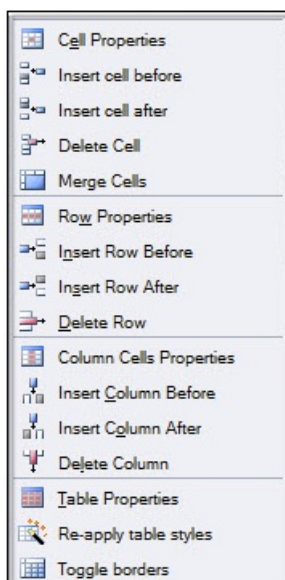 Cell Properties
Insert cell before
Insert cell after
Delete Cell
Merge Cells
Row Properties
Insert Row Before
Insert Row After
Delete Row
Column Cells Properties
Insert Column Before
Insert Column After
Delete Column
Table Properties
Re-apply table styles
Toggle borders